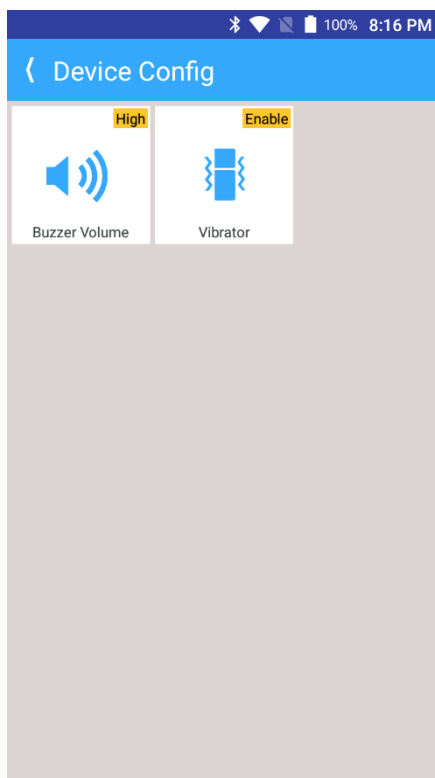 100% 8:16 PM
Device Config
High
Enable
Buzzer Volume
Vibrator